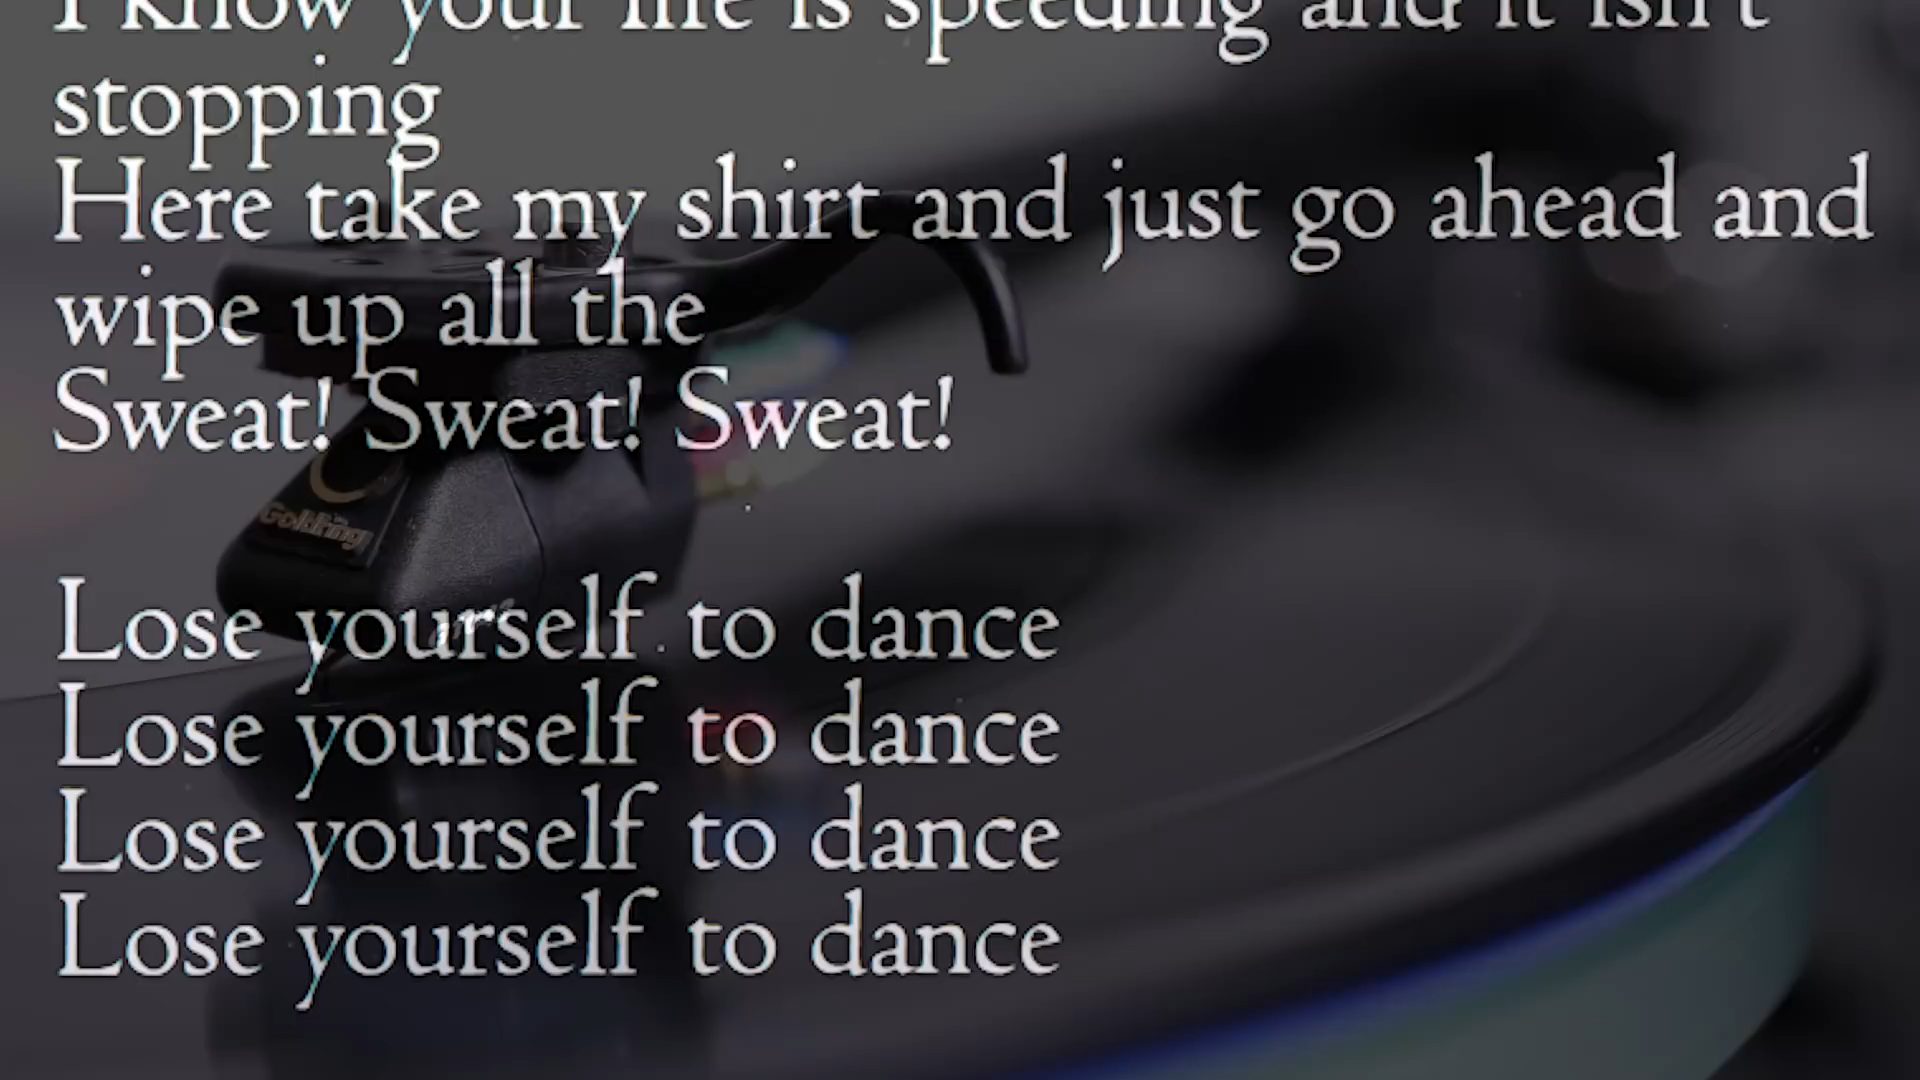 I know your life is speeding and it isn't
stopping
Here take my shirt and just go ahead and
wipe up all the
Sweat! Sweat! Sweat!
Goldring
Lose yourself to dance
Lose yourself to dance
Lose yourself to dance
Lose yourself to dance